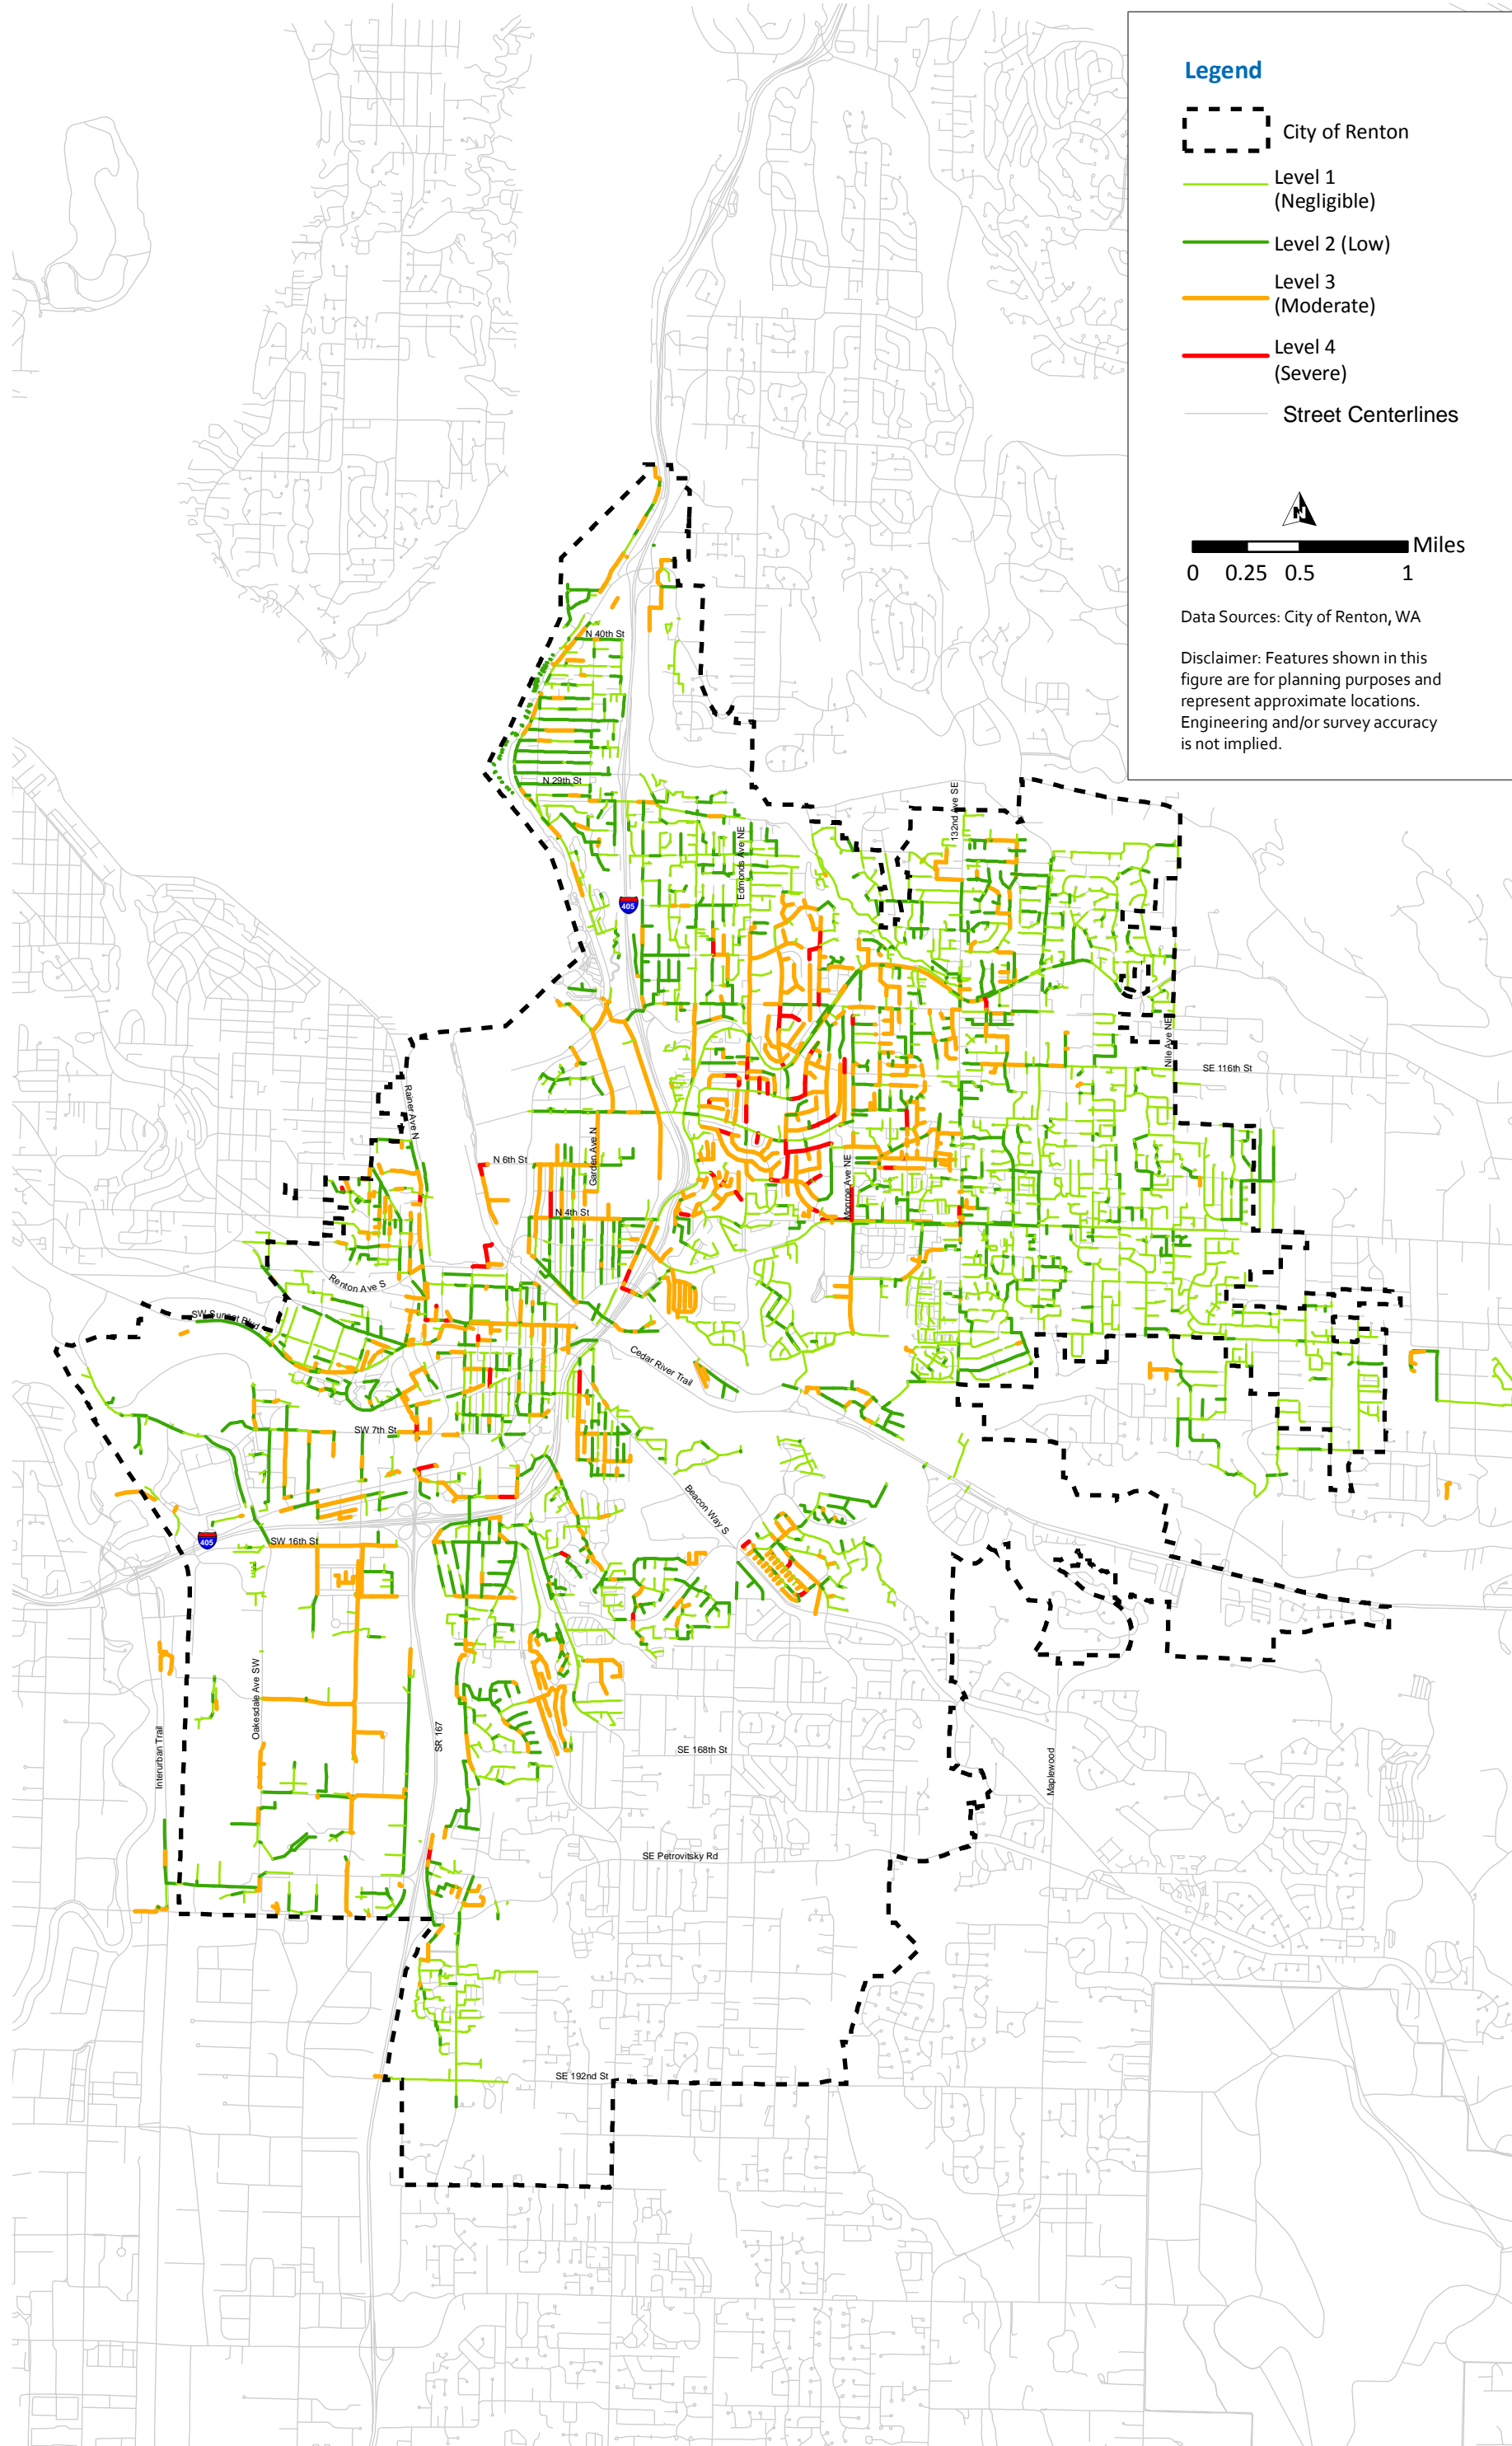 Legend
City of Renton
Level 1
(Negligible)
Level 2 (Low)
Level 3
(Moderate)
Level 4
(Severe)
Street Centerlines
N
Miles
0 0.25 0.5 1
Data Sources: City of Renton, WA
Disclaimer: Features shown in this
figure are for planning purposes and
represent approximate locations.
Engineering and/or survey accuracy
is not implied.
N 40th St
N 29th St
132nd Ave SE
Edmonds Ave NE
405
Nile Ave NE
SE 116th St
Rainer Ave N
Garden Ave N
N 6th St
Monroe Ave NE
N 4th St
Renton Ave S
SW Sunset Blvd
Cedar River Trail
SW 7th St
Beacon Way S
405
SW 16th St
Oakesdale Ave SW
Interurban Trail
SR 167
SE 168th St
Maplewood
SE Petrovitsky Rd
SE 192nd St